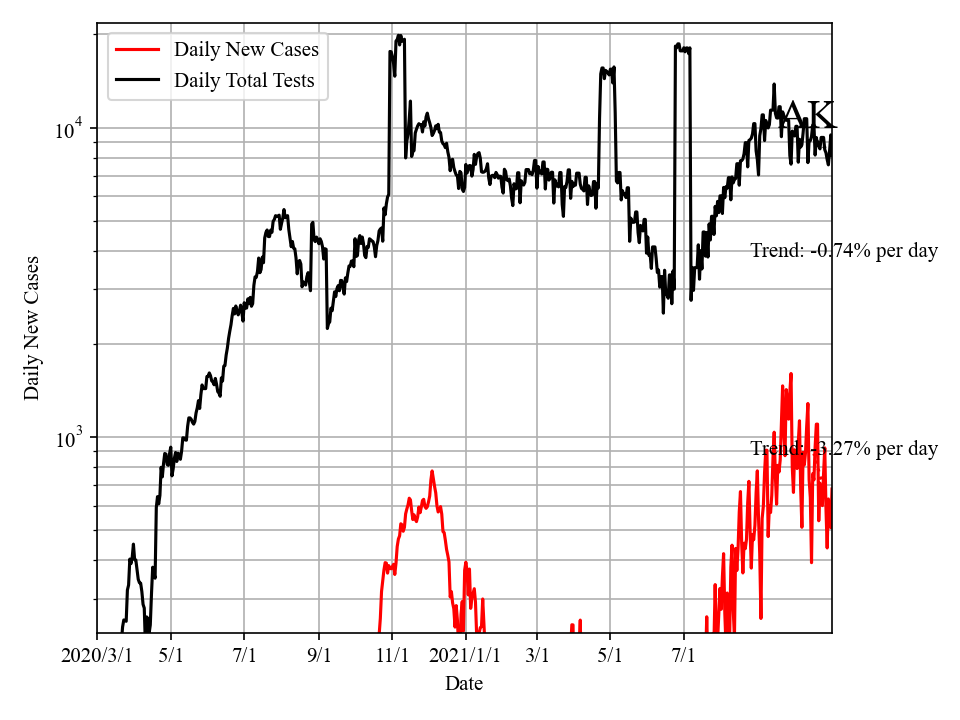 Daily New Cases
Daily Total Tests
AK
10^4
Trend: -0.74% per day
Daily New Cases
10^3
Trend: -3.27% per day
2020/3/1 5/1 7/1 9/1 11/1 2021/1/1 3/1 5/1 7/1
Date